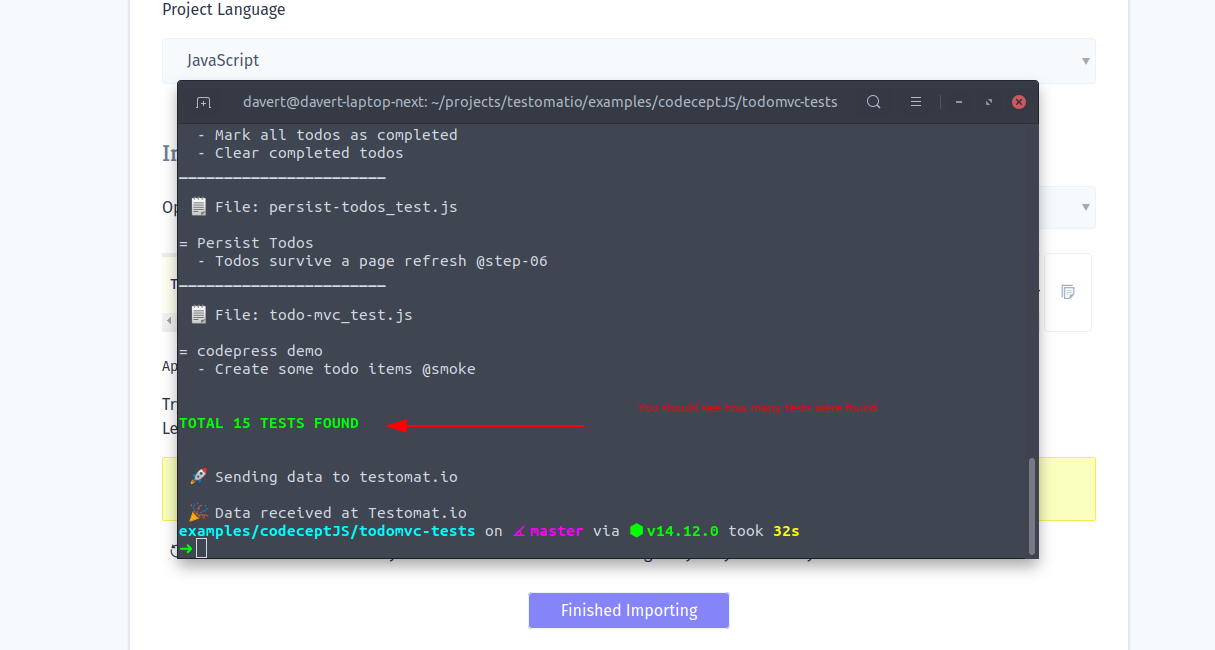 Project Language
JavaScript
davert@davert-laptop-next: ~/projects/testomatio/examples/codeceptJS/todomvc-tests
- Mark all todos as completed
- Clear completed todos
File: persist-todos_test.js
= Persist Todos
- Todos survive a page refresh @step-06
File: todo-mvc_test.js
= codepress demo
- Create some todo items @smoke
You should see how many tests were found
TOTAL 15 TESTS FOUND
Sending data to testomat.io
Data received at Testomat.io
examples/codeceptJS/todomvc-tests on master via v14.12.0 took 32s
Finished Importing